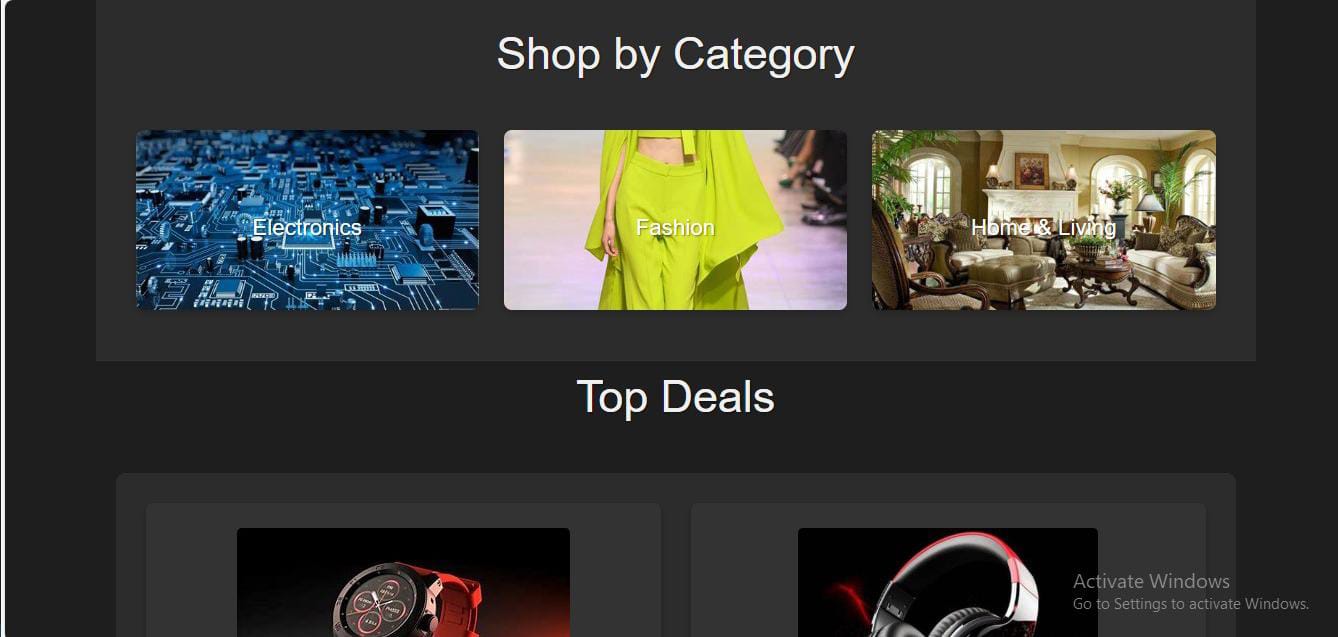 Shop by Category
Electronics
Fashion
Home & Living
Top Deals
Activate Windows
Go to Settings to activate Windows.